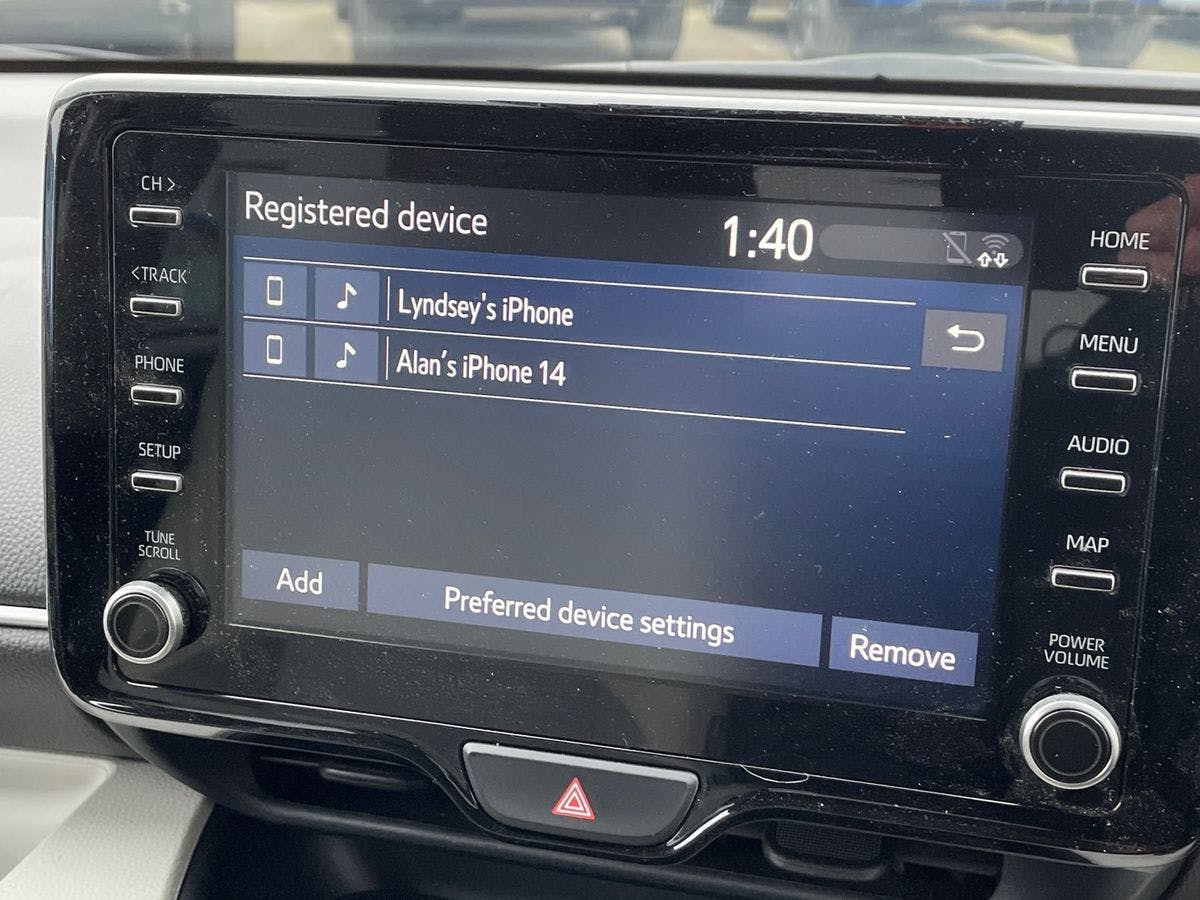 CH >
<TRACK
PHONE
SETUP
TUNE
SCROLL
Registered device
1:40
Lyndsey's iPhone
Alan's iPhone 14
Add
Preferred device settings
Remove
HOME
MENU
AUDIO
MAP
POWER
VOLUME